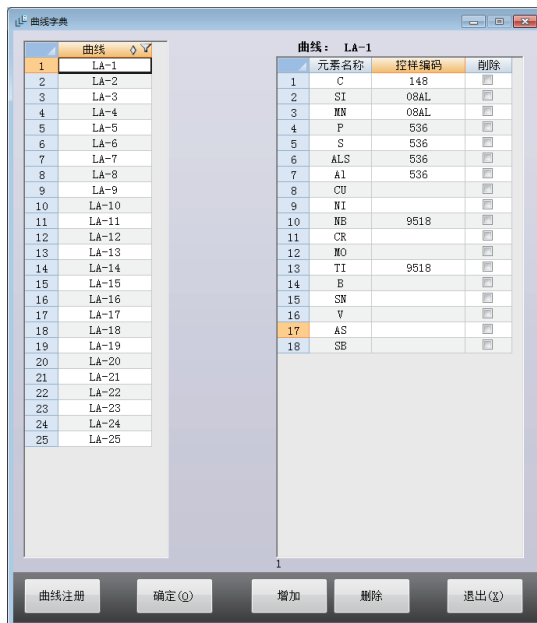 曲线字典
曲线
1 LA-1
2 LA-2
3 LA-3
4 LA-4
5 LA-5
6 LA-6
7 LA-7
8 LA-8
9 LA-9
10 LA-10
11 LA-11
12 LA-12
13 LA-13
14 LA-14
15 LA-15
16 LA-16
17 LA-17
18 LA-18
19 LA-19
20 LA-20
21 LA-21
22 LA-22
23 LA-23
24 LA-24
25 LA-25
曲线: LA-1
元素名称 控样编码 删除
1 C 148
2 SI 08AL
3 MN 08AL
4 P 536
5 S 536
6 ALS 536
7 Al 536
8 CU
9 NI
10 NB 9518
11 CR
12 MO
13 TI 9518
14 B
15 SN
16 V
17 AS
18 SB
1
曲线注册 确定(O) 增加 删除 退出(X)